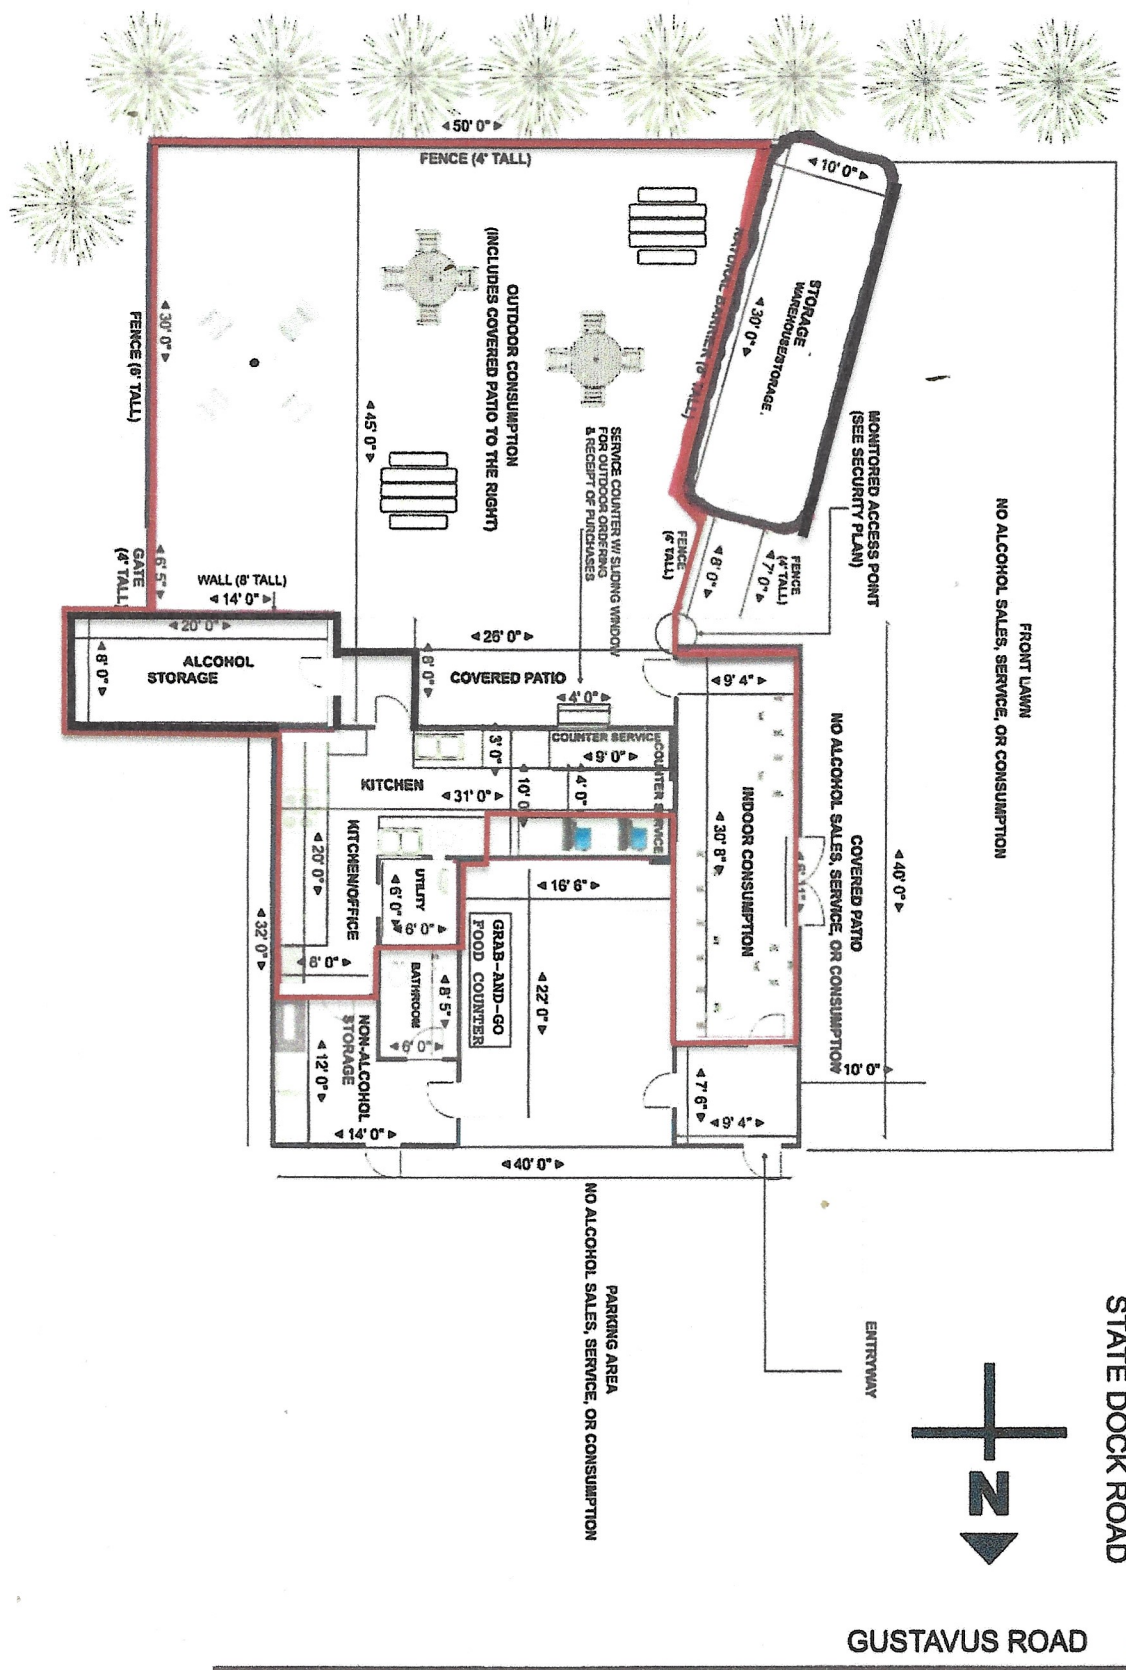 ◄ 50' 0" ►
FENCE (4' TALL)
◄ 10' 0" ►
STORAGE
WAREHOUSE/STORAGE
◄ 30' 0" ►
OUTDOOR CONSUMPTION
(INCLUDES COVERED PATIO TO THE RIGHT)
◄ 30' 0" ►
FENCE (6' TALL)
◄ 45' 0" ►
SERVICE COUNTER W/ SLIDING WINDOW
FOR OUTDOOR ORDERING
& RECEIPT OF PURCHASES
MONITORED ACCESS POINT
(SEE SECURITY PLAN)
FENCE
◄ 8' 0" ►
FENCE
(4' TALL)
◄ 7' 0" ►
NO ALCOHOL SALES, SERVICE, OR CONSUMPTION
FRONT LAWN
◄ 6' 5" ►
GATE
(4' TALL)
WALL (8' TALL)
◄ 14' 0" ►
◄ 20' 0" ►
◄ 8' 0" ►
ALCOHOL
STORAGE
◄ 26' 0" ►
COVERED PATIO
◄ 4' 0" ►
◄ 9' 4" ►
COUNTER SERVICE
◄ 9' 0" ►
COUNTER SERVICE
3' 0" ►
KITCHEN
◄ 31' 0" ►
◄ 10' 0"
◄ 4' 0"
INDOOR CONSUMPTION
◄ 30' 8" ►
COVERED PATIO
NO ALCOHOL SALES, SERVICE, OR CONSUMPTION
◄ 40' 0" ►
◄ 20' 0" ►
KITCHEN/OFFICE
UTILITY
◄ 6' 0" ►
6' 0" ►
◄ 16' 6" ►
◄ 32' 0" ►
GRAB-AND-GO
FOOD COUNTER
◄ 22' 0" ►
BATHROOM
◄ 8' 5" ►
◄ 6' 0" ►
NON-ALCOHOL
STORAGE
◄ 12' 0" ►
◄ 14' 0" ►
10' 0" ►
◄ 7' 6" ►
◄ 9' 4" ►
◄ 40' 0" ►
PARKING AREA
NO ALCOHOL SALES, SERVICE, OR CONSUMPTION
ENTRYWAY
N
STATE DOCK ROAD
GUSTAVUS ROAD